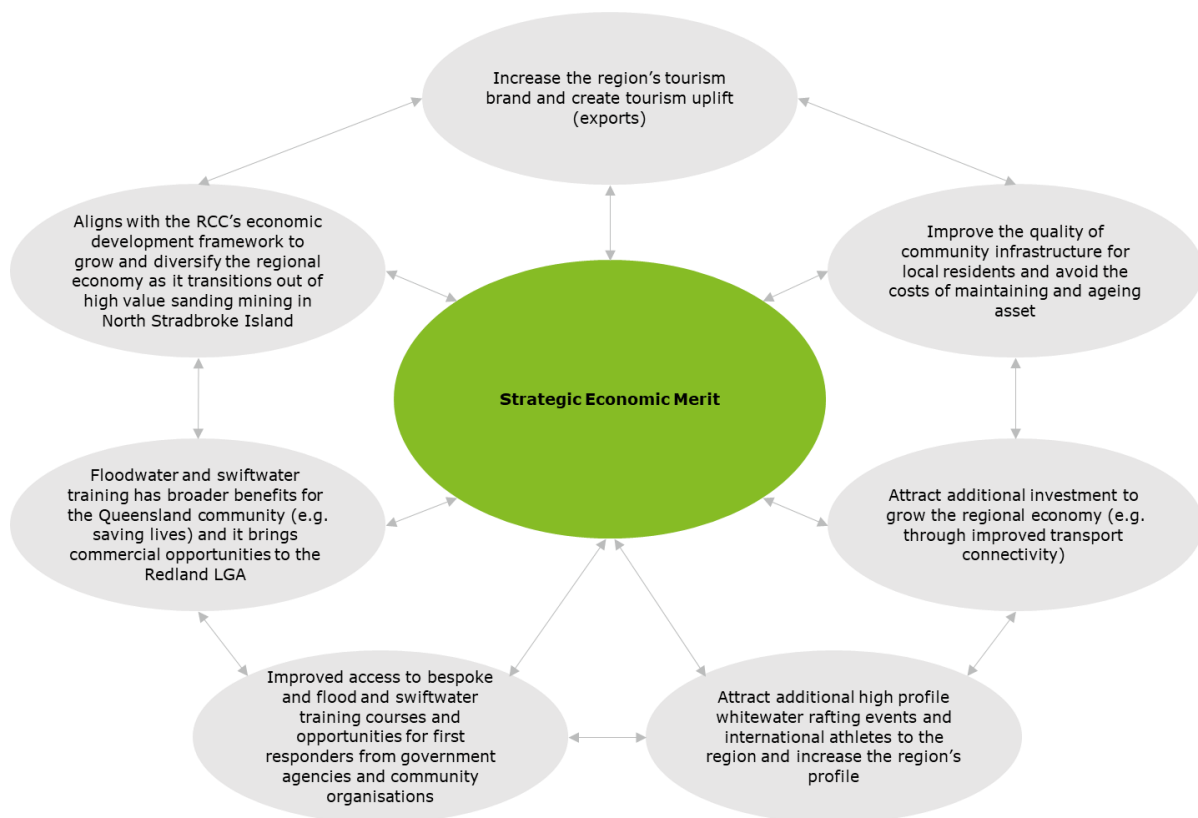 Increase the region's tourism
brand and create tourism uplift
(exports)
Aligns with the RCC's economic
development framework to
grow and diversify the regional
economy as it transitions out of
high value sanding mining in
North Stradbroke Island
Improve the quality of
community infrastructure for
local residents and avoid the
costs of maintaining and ageing
asset
Strategic Economic Merit
Floodwater and swiftwater
training has broader benefits for
the Queensland community (e.g.
saving lives) and it brings
commercial opportunities to the
Redland LGA
Attract additional investment to
grow the regional economy (e.g.
through improved transport
connectivity)
Improved access to bespoke
and flood and swiftwater
training courses and
opportunities for first
responders from government
agencies and community
organisations
Attract additional high profile
whitewater rafting events and
international athletes to the
region and increase the region's
profile